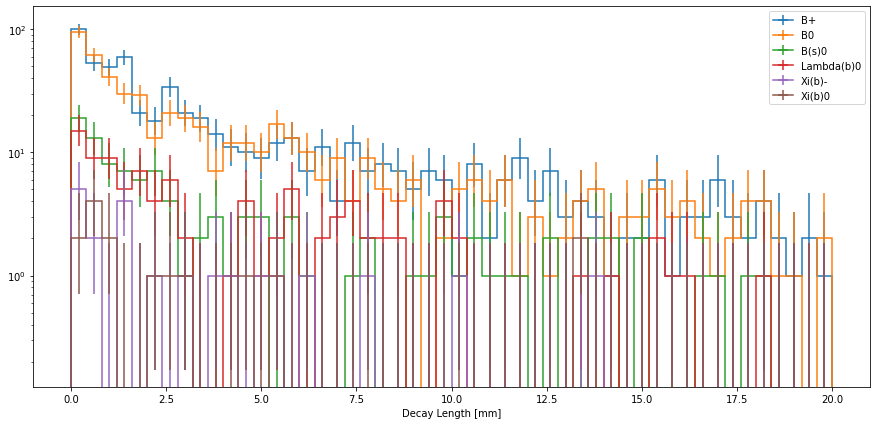 10²
10¹
10⁰
B+
B0
B(s)0
Lambda(b)0
Xi(b)-
Xi(b)0
0.0 2.5 5.0 7.5 10.0 12.5 15.0 17.5 20.0
Decay Length [mm]